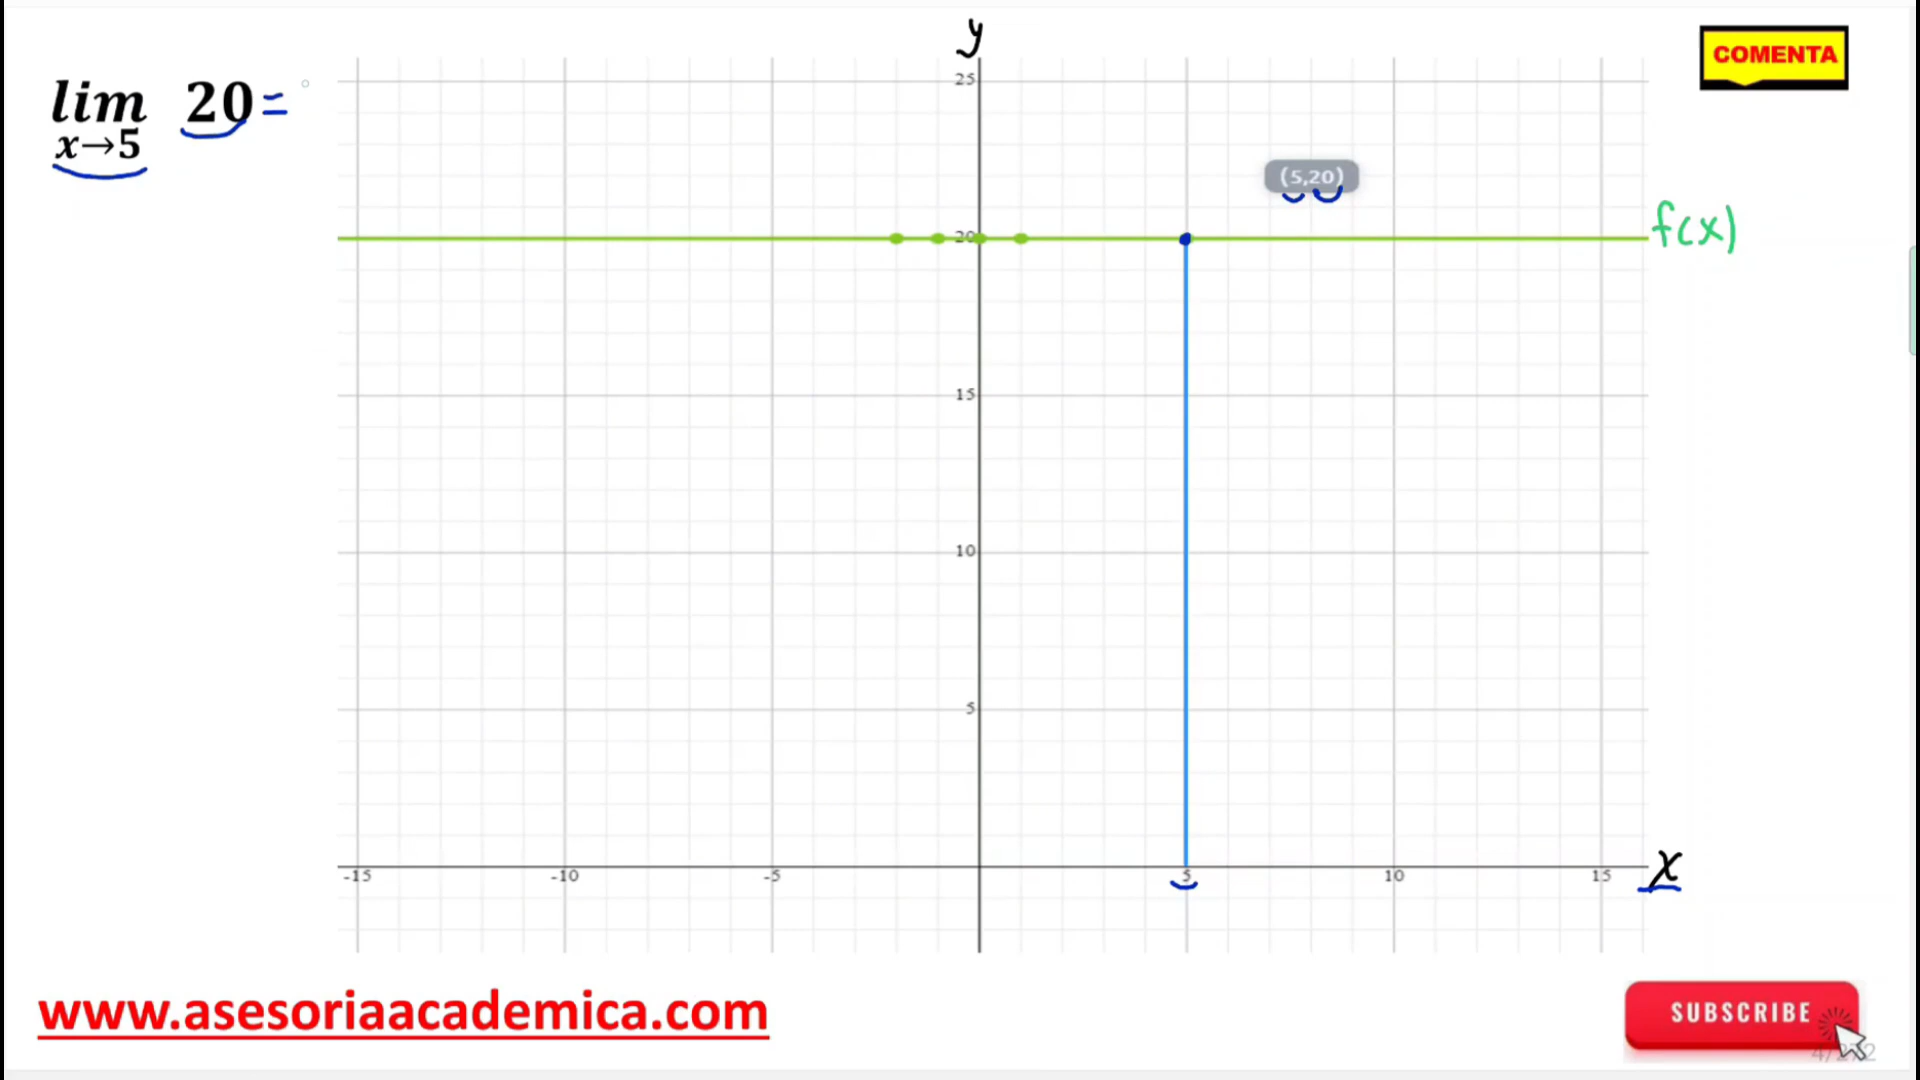 y
COMENTA
lim 20 =
x→5
25
(5,20)
20
f(x)
15
10
5
-15 -10 -5 5 10 15 x
www.asesoriaacademica.com
SUBSCRIBE